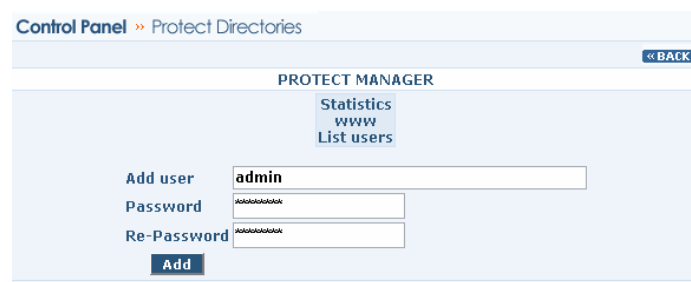 Control Panel » Protect Directories
« BACK
PROTECT MANAGER
Statistics
www
List users
Add user admin
Password ********
Re-Password ********
Add